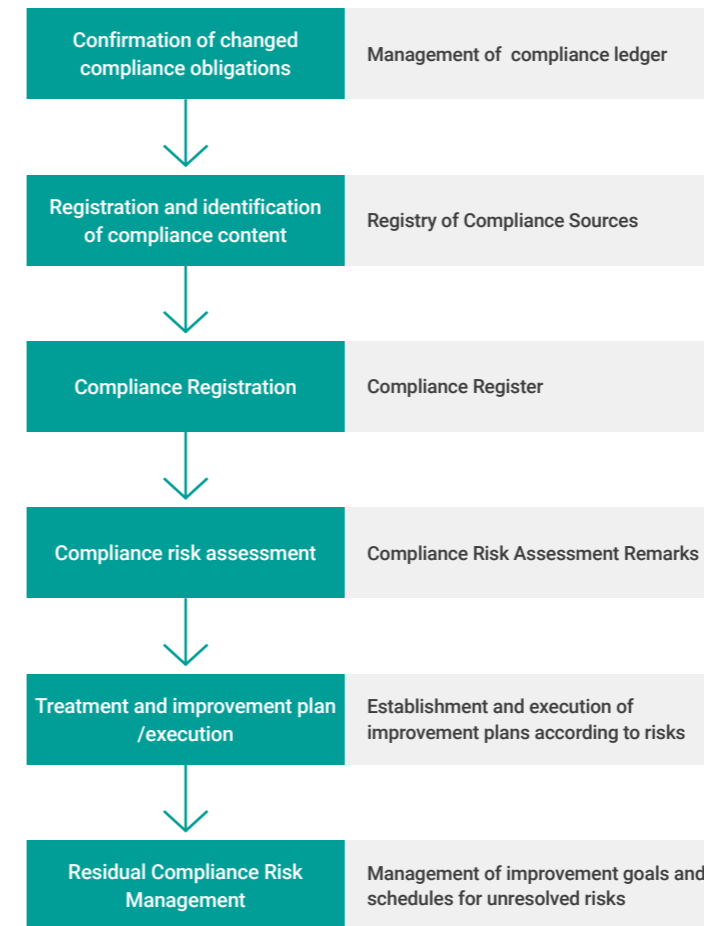 Confirmation of changed
compliance obligations
Management of compliance ledger
Registration and identification
of compliance content
Registry of Compliance Sources
Compliance Registration
Compliance Register
Compliance risk assessment
Compliance Risk Assessment Remarks
Treatment and improvement plan
/execution
Establishment and execution of
improvement plans according to risks
Residual Compliance Risk
Management
Management of improvement goals and
schedules for unresolved risks